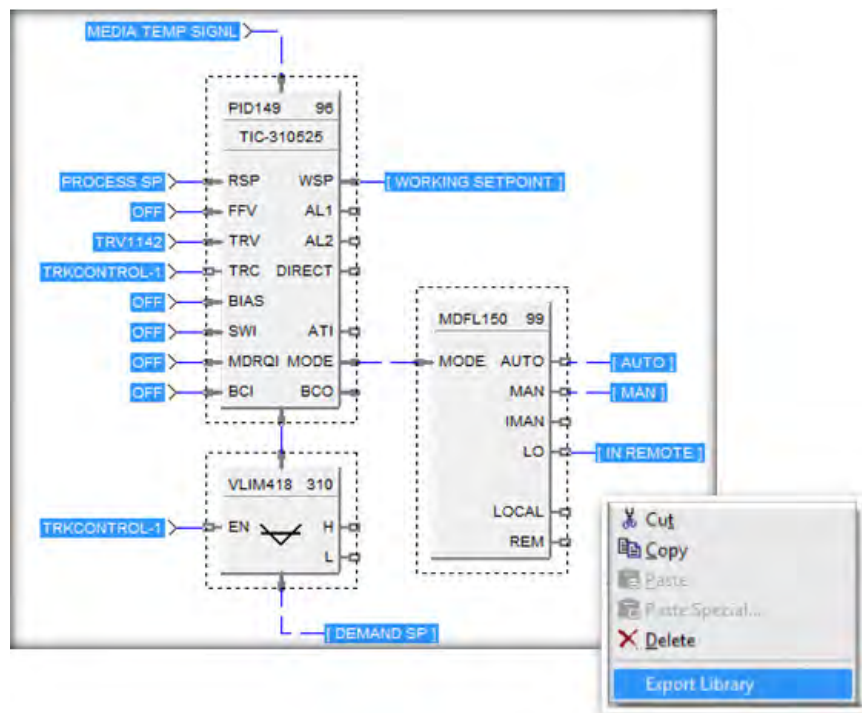 MEDIA TEMP SIGNL
PID149 96
TIC-310525
PROCESS SP RSP WSP [ WORKING SETPOINT ]
OFF FFV AL1
TRV1142 TRV AL2
TRKCONTROL-1 TRC DIRECT
OFF BIAS
OFF SWI ATI
OFF MDRQI MODE
OFF BCI BCO
MDFL150 99
MODE AUTO [ AUTO ]
MAN [ MAN ]
IMAN
LO [ IN REMOTE ]
LOCAL
REM
VLIM418 310
TRKCONTROL-1 EN H
L
[ DEMAND SP ]
Cut
Copy
Paste
Paste Special...
Delete
Export Library